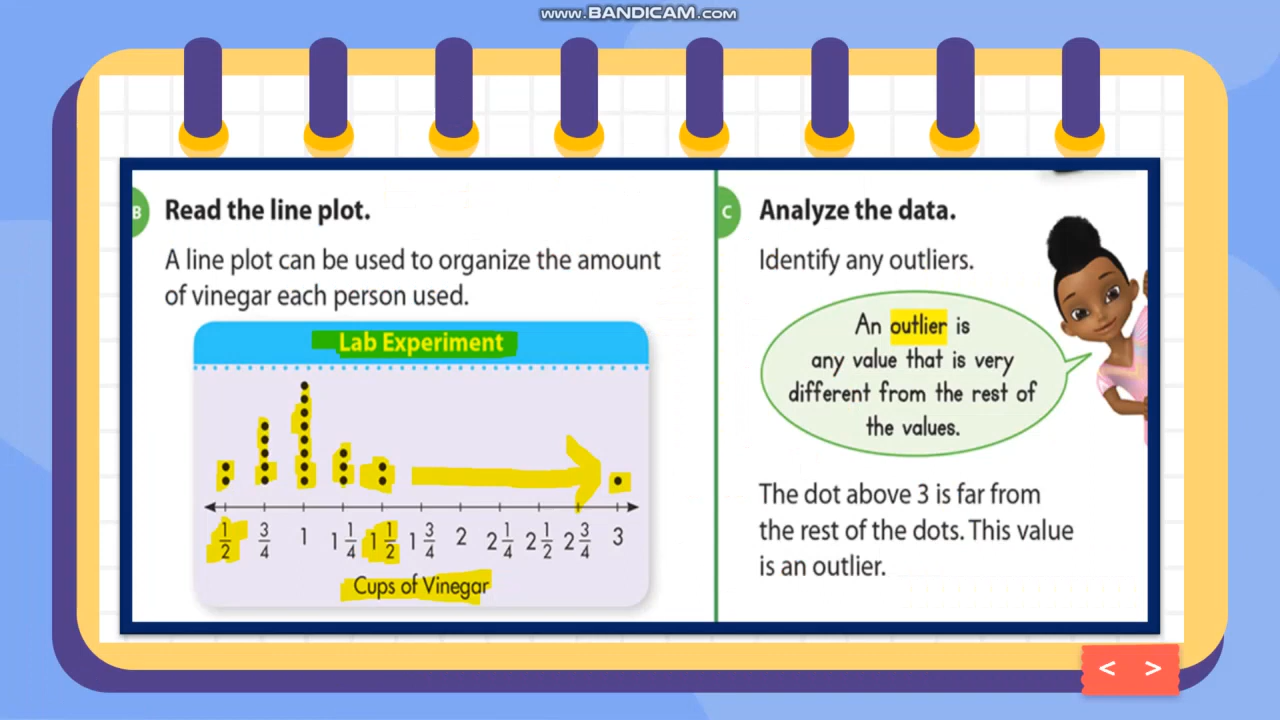 www.BANDICAM.com
B
Read the line plot.
A line plot can be used to organize the amount
of vinegar each person used.
Lab Experiment
1/2 3/4 1 1 1/4 1 1/2 1 3/4 2 2 1/4 2 1/2 2 3/4 3
Cups of Vinegar
C
Analyze the data.
Identify any outliers.
An outlier is
any value that is very
different from the rest of
the values.
The dot above 3 is far from
the rest of the dots. This value
is an outlier.
< >